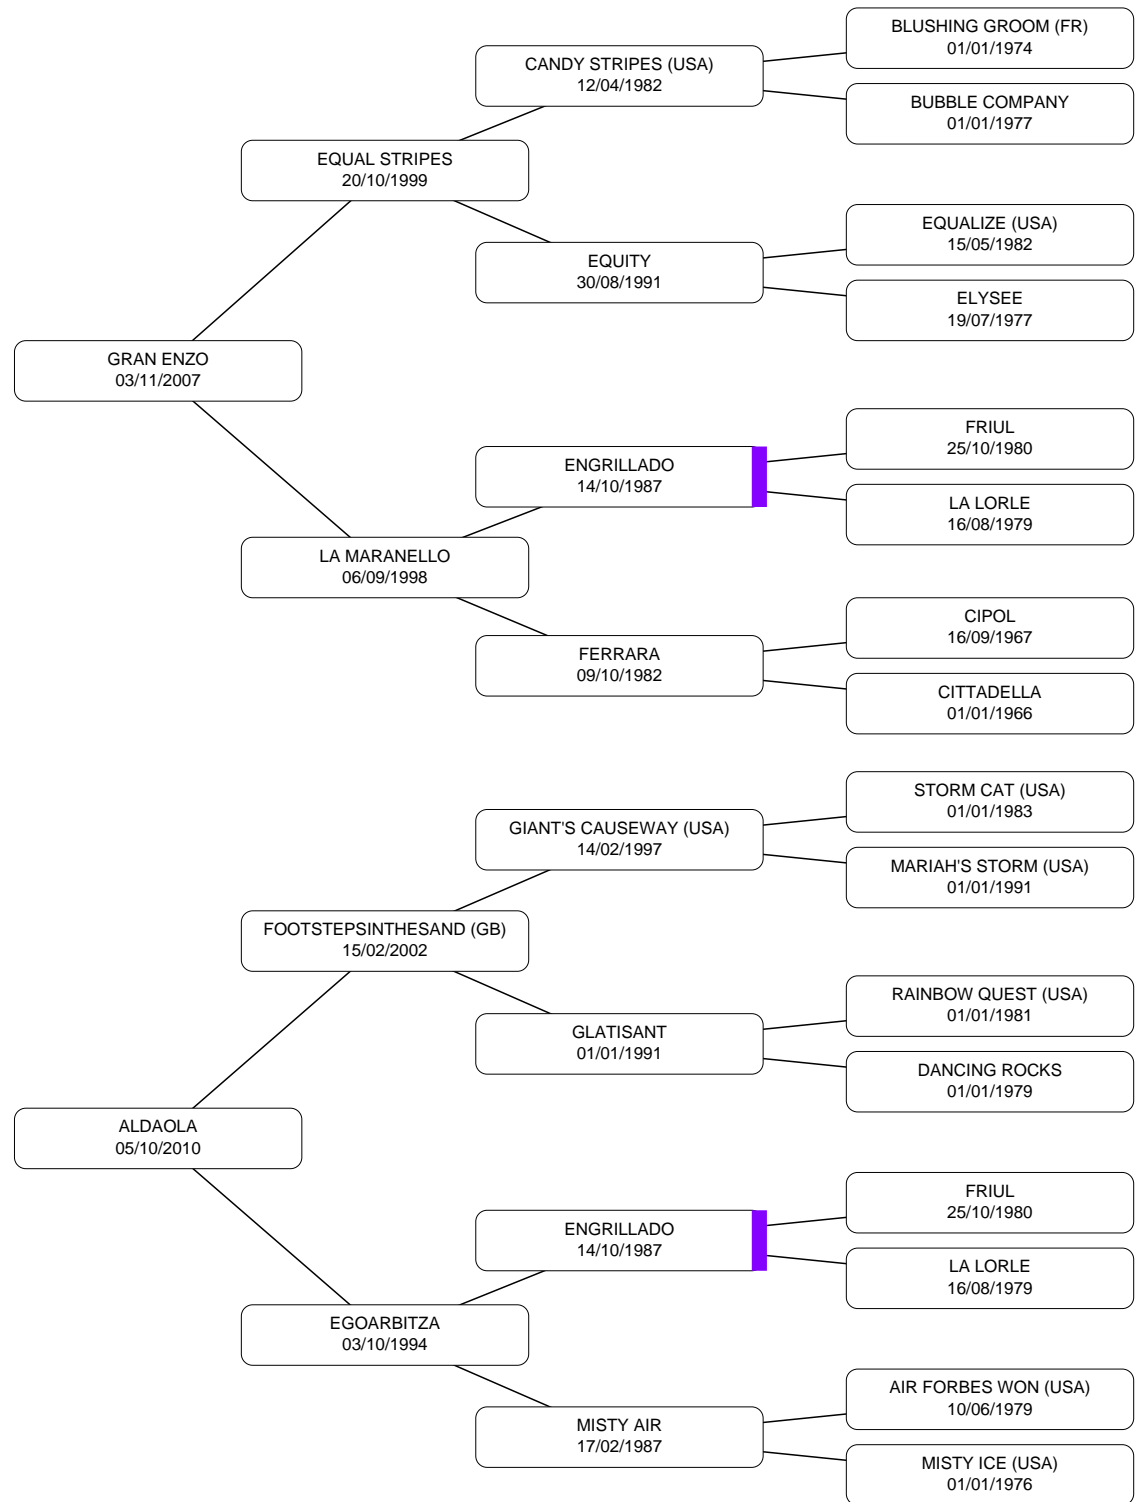 BLUSHING GROOM (FR)
01/01/1974
CANDY STRIPES (USA)
12/04/1982
BUBBLE COMPANY
01/01/1977
EQUAL STRIPES
20/10/1999
EQUALIZE (USA)
15/05/1982
EQUITY
30/08/1991
ELYSEE
19/07/1977
GRAN ENZO
03/11/2007
FRIUL
25/10/1980
ENGRILLADO
14/10/1987
LA LORLE
16/08/1979
LA MARANELLO
06/09/1998
CIPOL
16/09/1967
FERRARA
09/10/1982
CITTADELLA
01/01/1966
STORM CAT (USA)
01/01/1983
GIANT'S CAUSEWAY (USA)
14/02/1997
MARIAH'S STORM (USA)
01/01/1991
FOOTSTEPSINTHESAND (GB)
15/02/2002
RAINBOW QUEST (USA)
01/01/1981
GLATISANT
01/01/1991
DANCING ROCKS
01/01/1979
ALDAOLA
05/10/2010
FRIUL
25/10/1980
ENGRILLADO
14/10/1987
LA LORLE
16/08/1979
EGOARBITZA
03/10/1994
AIR FORBES WON (USA)
10/06/1979
MISTY AIR
17/02/1987
MISTY ICE (USA)
01/01/1976